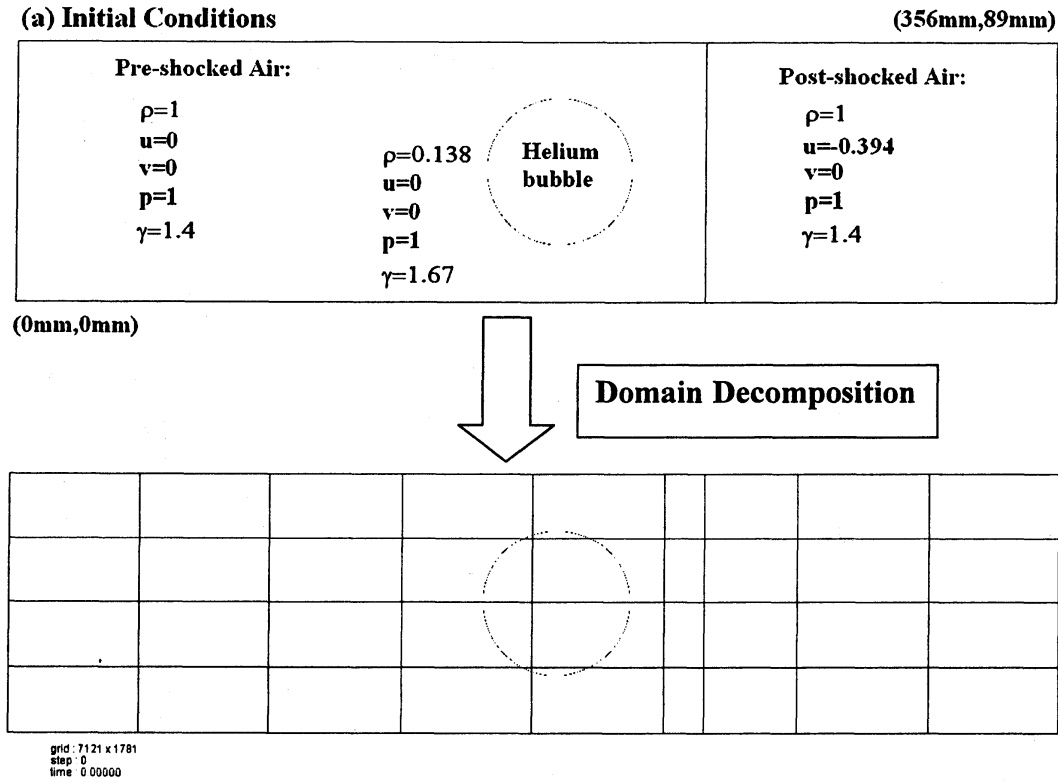 (a) Initial Conditions
(356mm,89mm)
Pre-shocked Air:
ρ=1
u=0
v=0
p=1
γ=1.4
ρ=0.138
u=0
v=0
p=1
γ=1.67
Helium
bubble
Post-shocked Air:
ρ=1
u=-0.394
v=0
p=1
γ=1.4
(0mm,0mm)
Domain Decomposition
grid : 7121 x 1781
step : 0
time : 0.00000